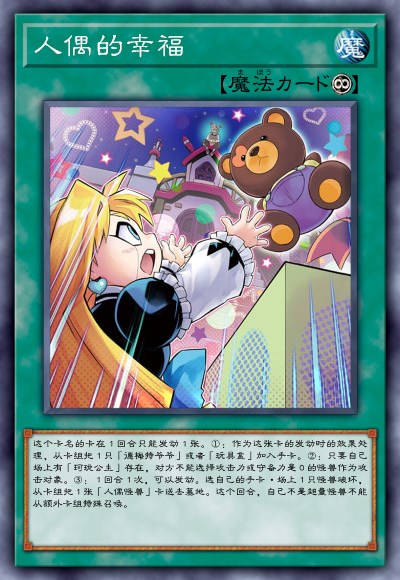 人偶的幸福
魔
【魔法カード】
ま ほう
这个卡名的卡在1回合只能发动1张。①：作为这张卡的发动时的效果处
理，从卡组把1只「遁梅特爷爷」或者「玩具盒」加入手卡。②：只要自己
场上有「珂珑公主」存在，对方不能选择攻击力或守备力是0的怪兽作为攻
击对象。③：1回合1次，可以发动。选自己的手卡·场上1只怪兽破坏，
从卡组把1张「人偶怪兽」卡送去墓地。这个回合，自己不是超量怪兽不能
从额外卡组特殊召唤。